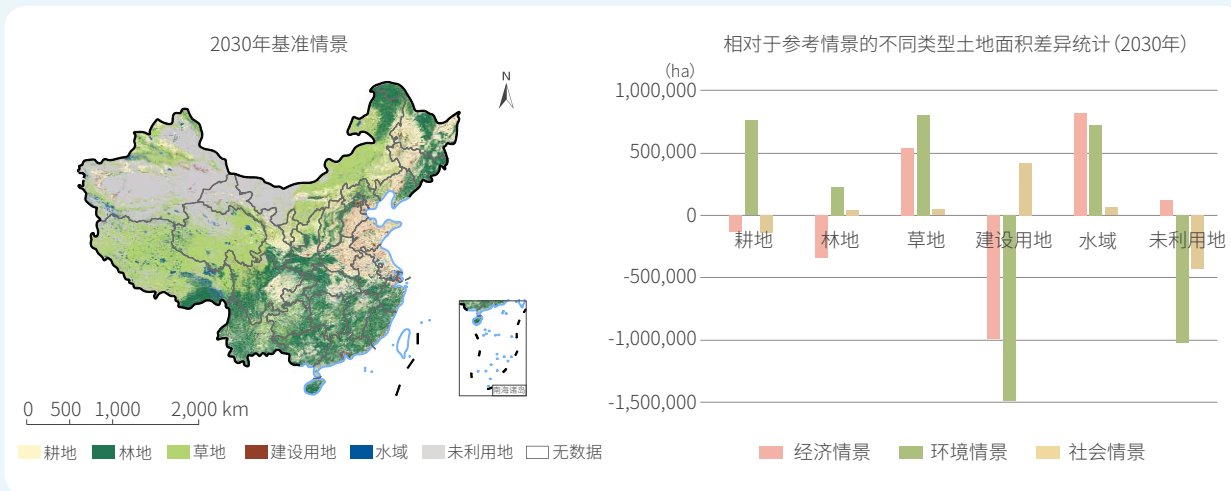 2030年基准情景
N
南海诸岛
0 500 1,000 2,000 km
耕地 林地 草地 建设用地 水域 未利用地 无数据
相对于参考情景的不同类型土地面积差异统计（2030年）
（ha）
1,000,000
500,000
0
耕地 林地 草地 建设用地 水域 未利用地
-500,000
-1,000,000
-1,500,000
经济情景 环境情景 社会情景